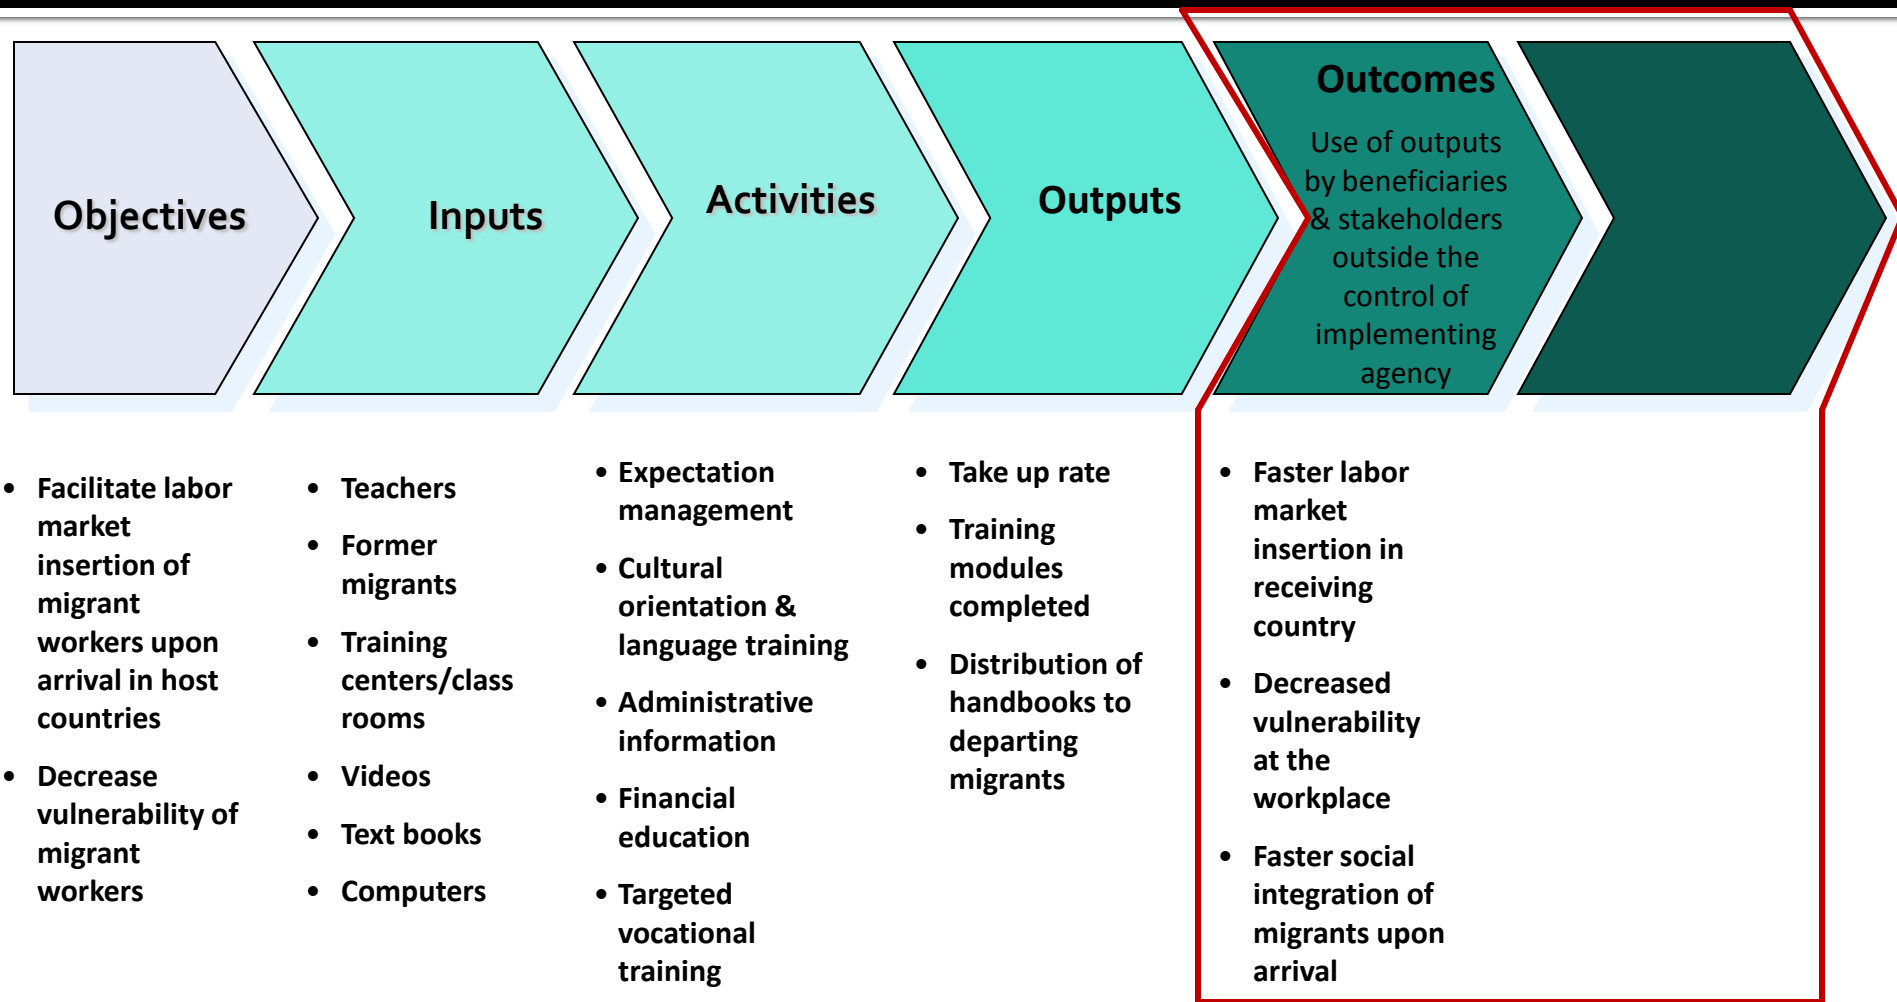 Objectives
Inputs
Activities
Outputs
Outcomes
Use of outputs
by beneficiaries
& stakeholders
outside the
control of
implementing
agency
• Facilitate labor
market
insertion of
migrant
workers upon
arrival in host
countries
• Decrease
vulnerability of
migrant
workers
• Teachers
• Former
migrants
• Training
centers/class
rooms
• Videos
• Text books
• Computers
• Expectation
management
• Cultural
orientation &
language training
• Administrative
information
• Financial
education
• Targeted
vocational
training
• Take up rate
• Training
modules
completed
• Distribution of
handbooks to
departing
migrants
• Faster labor
market
insertion in
receiving
country
• Decreased
vulnerability
at the
workplace
• Faster social
integration of
migrants upon
arrival